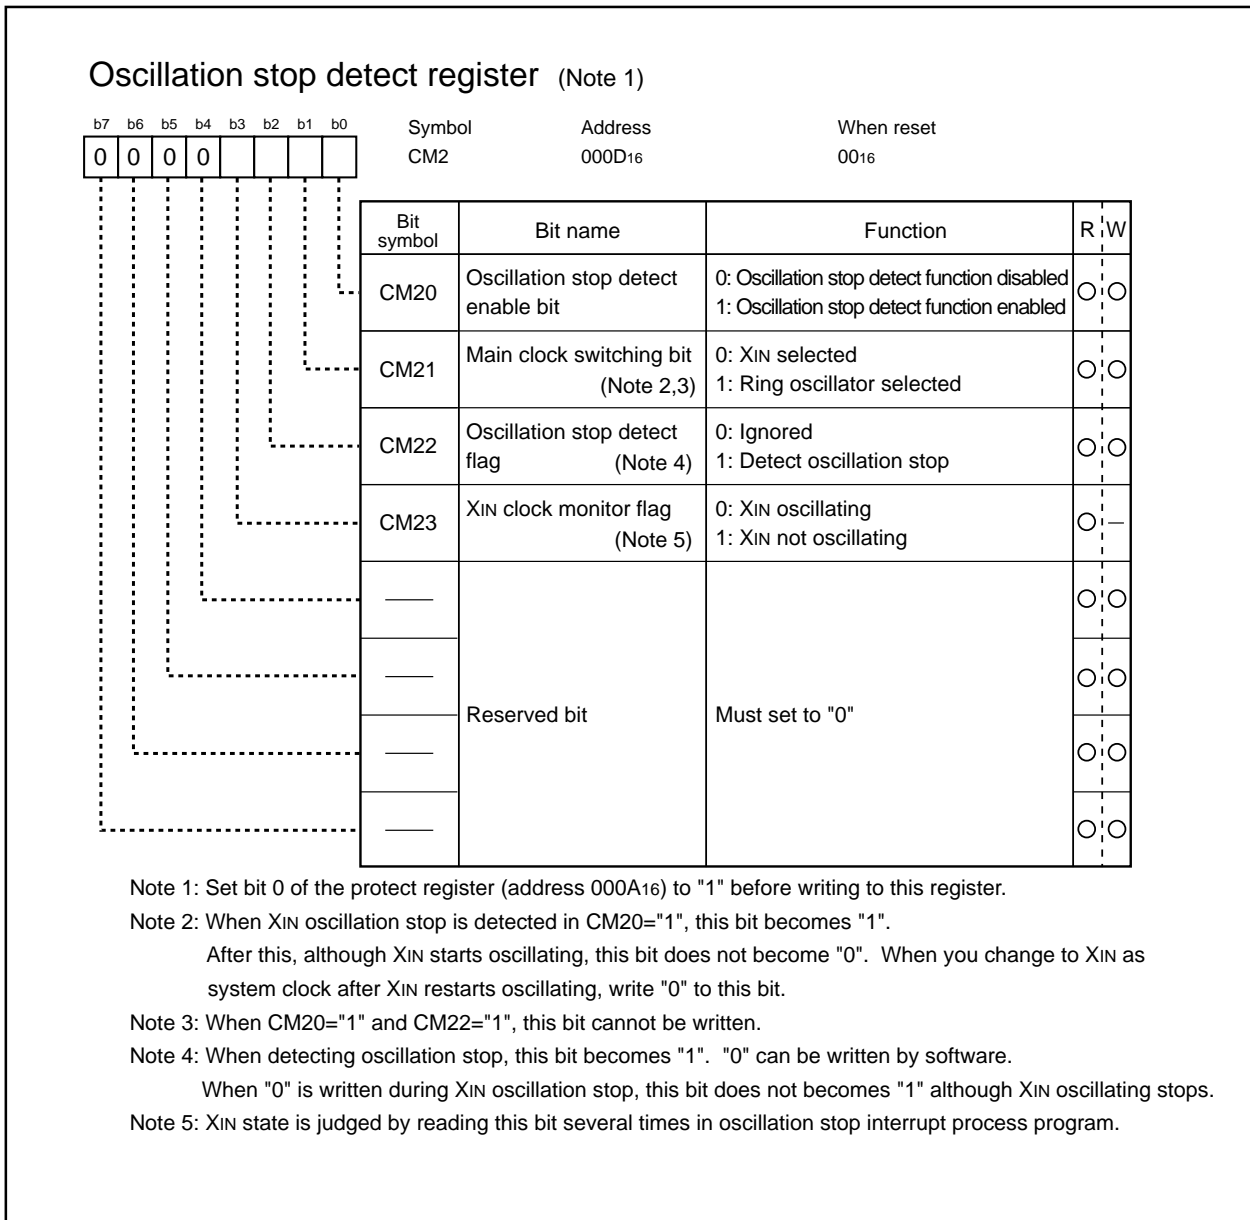 Oscillation stop detect register (Note 1)
b7 b6 b5 b4 b3 b2 b1 b0 Symbol Address When reset
0 0 0 0 CM2 000D16 0016
Bit symbol Bit name Function R W
CM20 Oscillation stop detect enable bit 0: Oscillation stop detect function disabled
1: Oscillation stop detect function enabled
CM21 Main clock switching bit (Note 2,3) 0: XIN selected
1: Ring oscillator selected
CM22 Oscillation stop detect flag (Note 4) 0: Ignored
1: Detect oscillation stop
CM23 XIN clock monitor flag (Note 5) 0: XIN oscillating
1: XIN not oscillating
Reserved bit Must set to "0"
Note 1: Set bit 0 of the protect register (address 000A16) to "1" before writing to this register.
Note 2: When XIN oscillation stop is detected in CM20="1", this bit becomes "1".
After this, although XIN starts oscillating, this bit does not become "0". When you change to XIN as
system clock after XIN restarts oscillating, write "0" to this bit.
Note 3: When CM20="1" and CM22="1", this bit cannot be written.
Note 4: When detecting oscillation stop, this bit becomes "1". "0" can be written by software.
When "0" is written during XIN oscillation stop, this bit does not becomes "1" although XIN oscillating stops.
Note 5: XIN state is judged by reading this bit several times in oscillation stop interrupt process program.